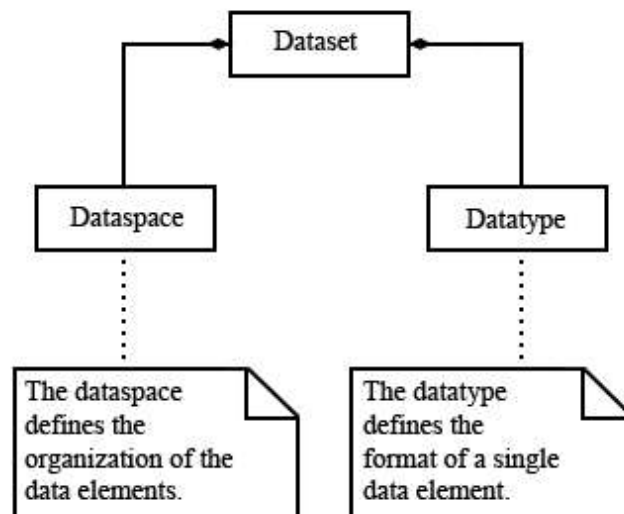 Dataset
Dataspace
Datatype
The dataspace
defines the
organization of the
data elements.
The datatype
defines the
format of a single
data element.